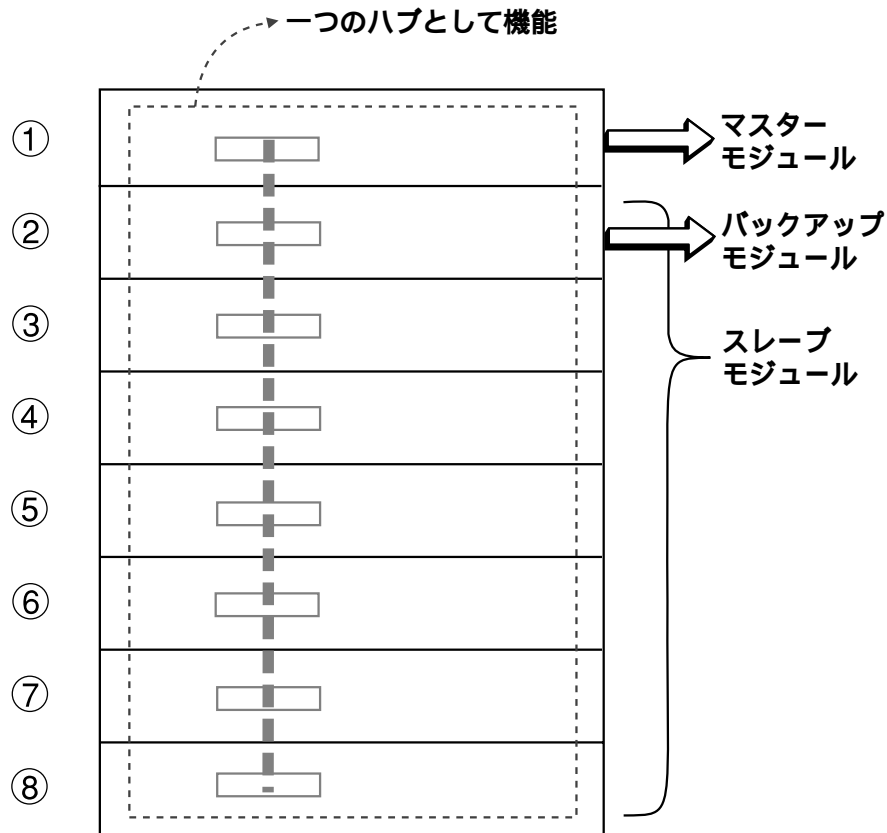 一つのハブとして機能
①
マスター
モジュール
②
バックアップ
モジュール
③
スレーブ
モジュール
④
⑤
⑥
⑦
⑧